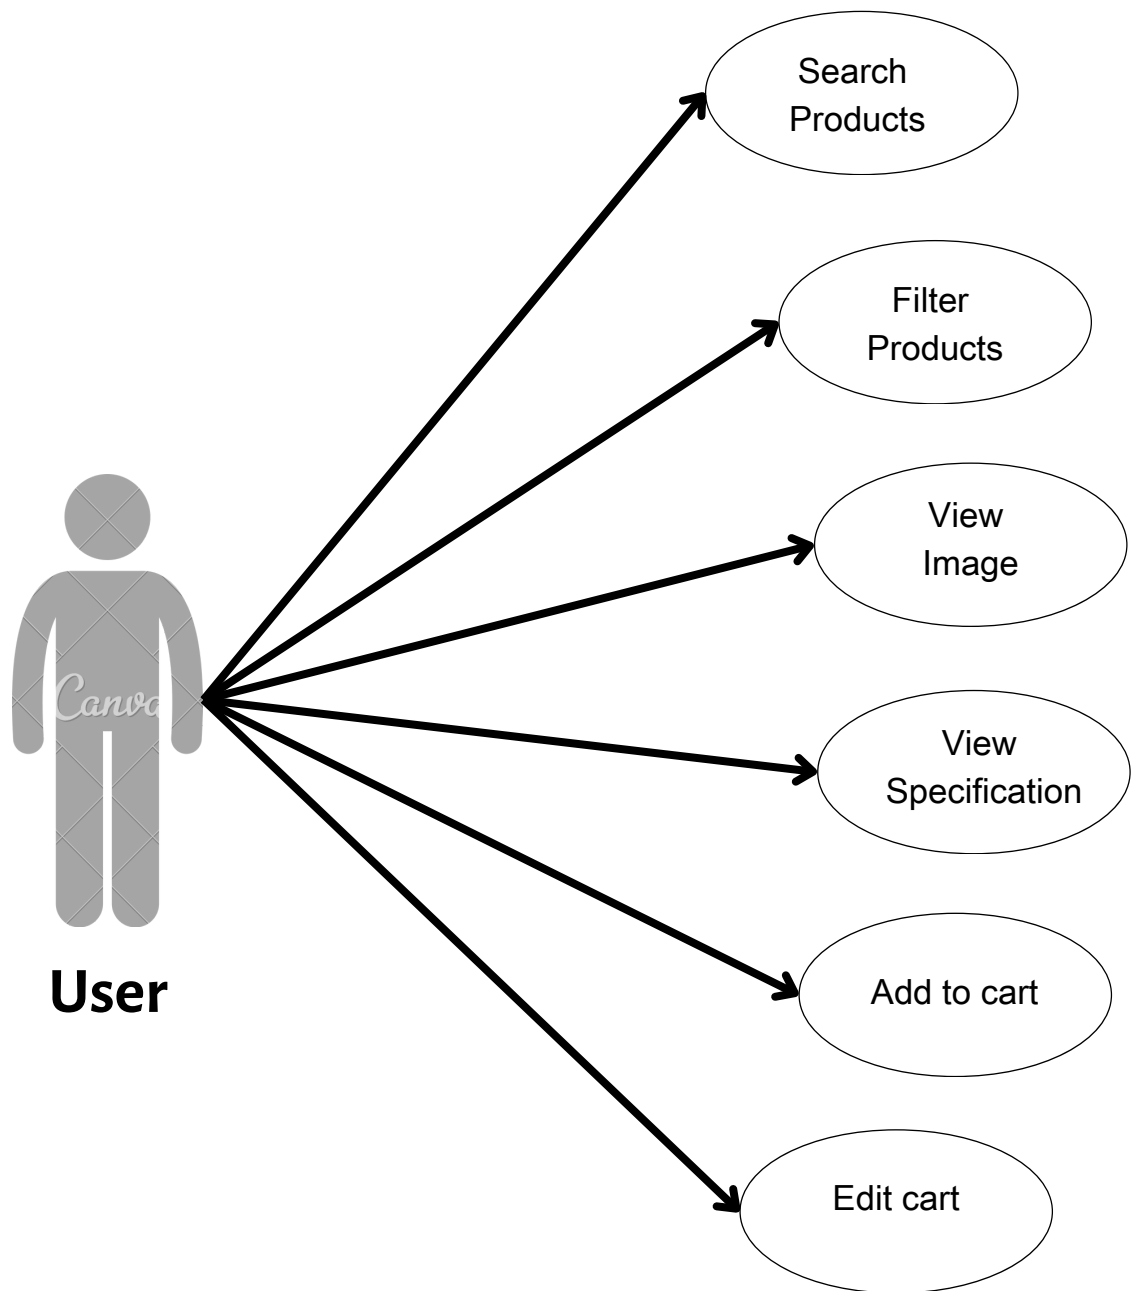 Search
Products
Filter
Products
View
Image
Canva
View
Specification
User
Add to cart
Edit cart